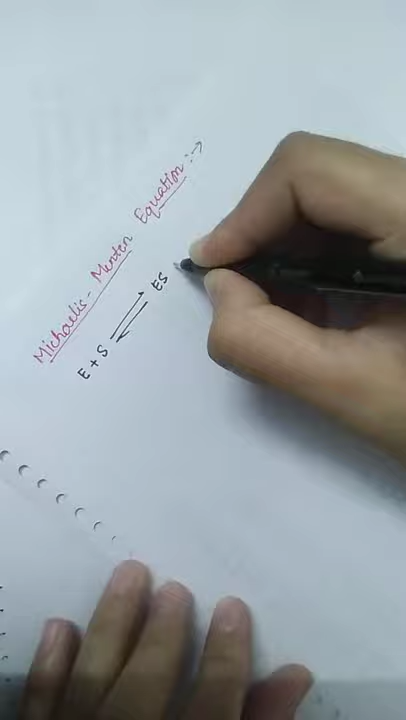 Michaelis - Menten Equation :→
E + S ⇌ ES